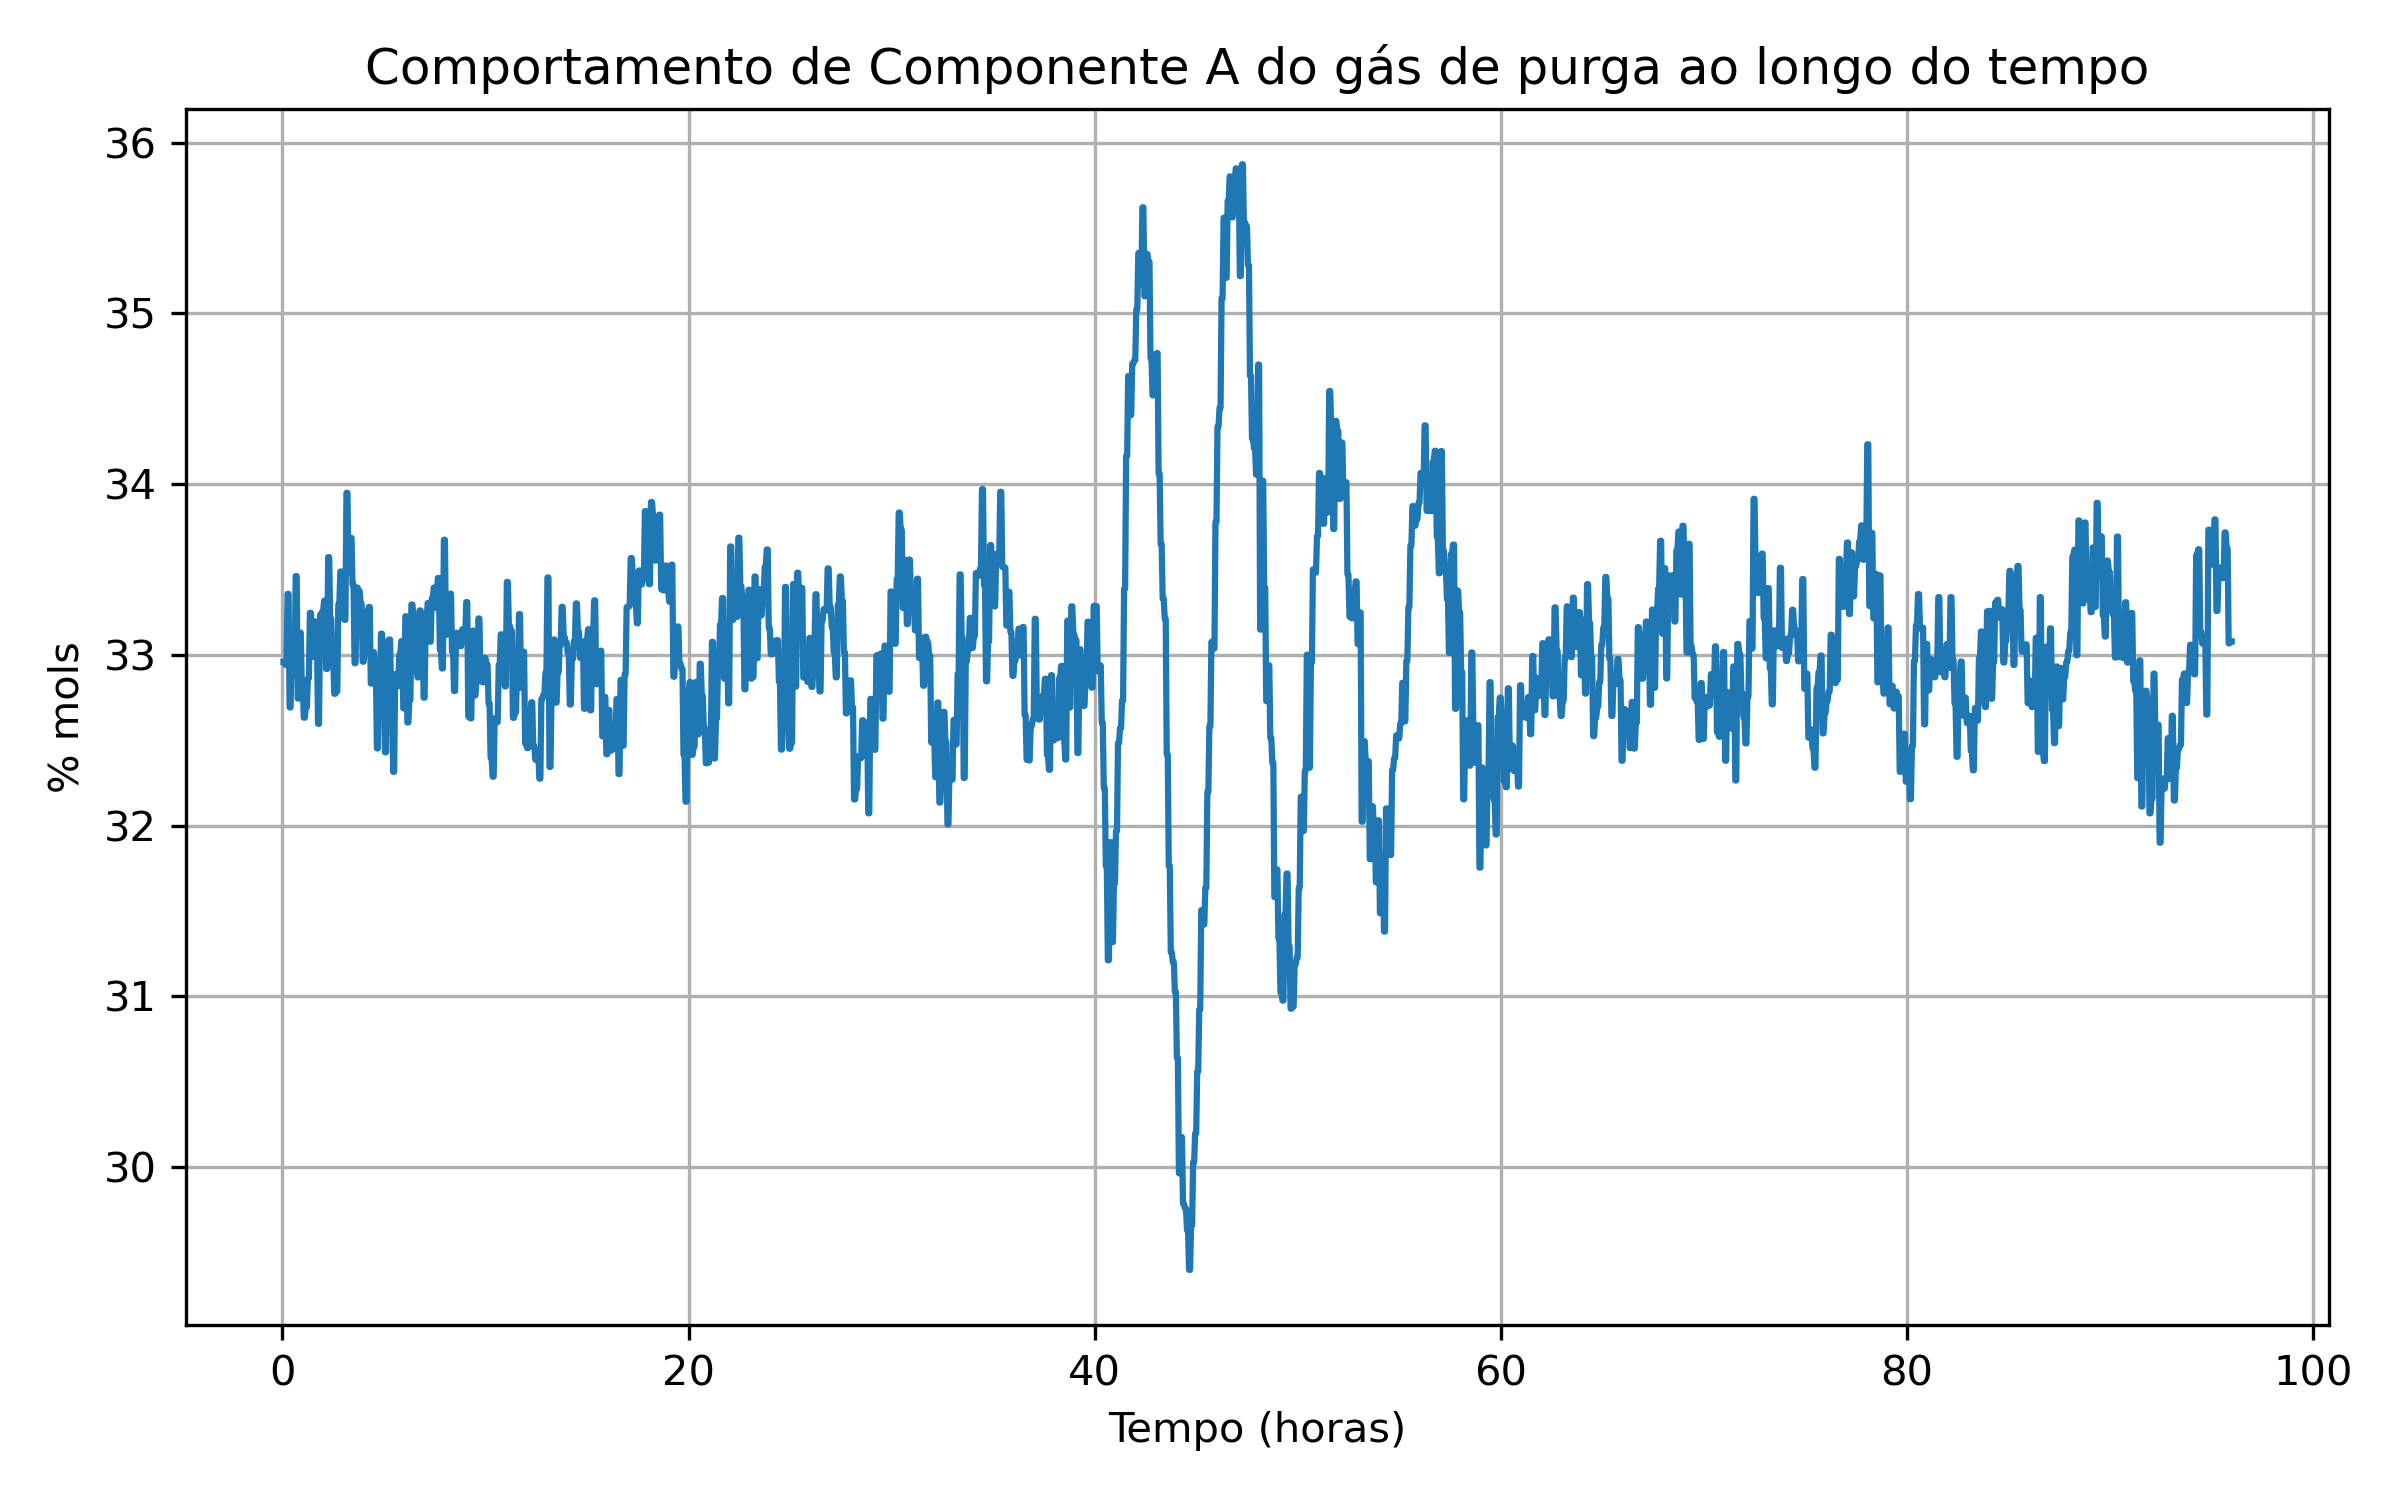 Comportamento de Componente A do gás de purga ao longo do tempo
% mols
36
35
34
33
32
31
30
0 20 40 60 80 100
Tempo (horas)